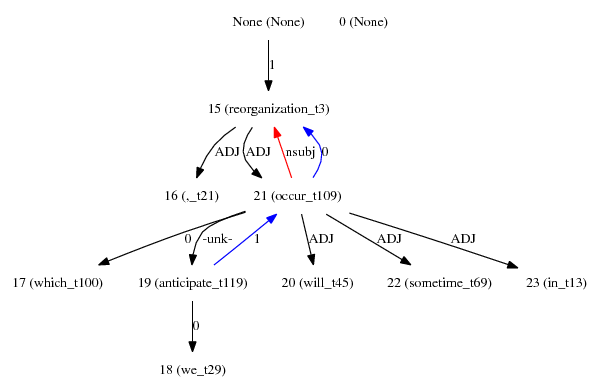 None (None) 0 (None)
1
15 (reorganization_t3)
ADJ ADJ nsubj 0
16 (,_t21) 21 (occur_t109)
0 -unk- 1 ADJ ADJ ADJ
17 (which_t100) 19 (anticipate_t119) 20 (will_t45) 22 (sometime_t69) 23 (in_t13)
0
18 (we_t29)